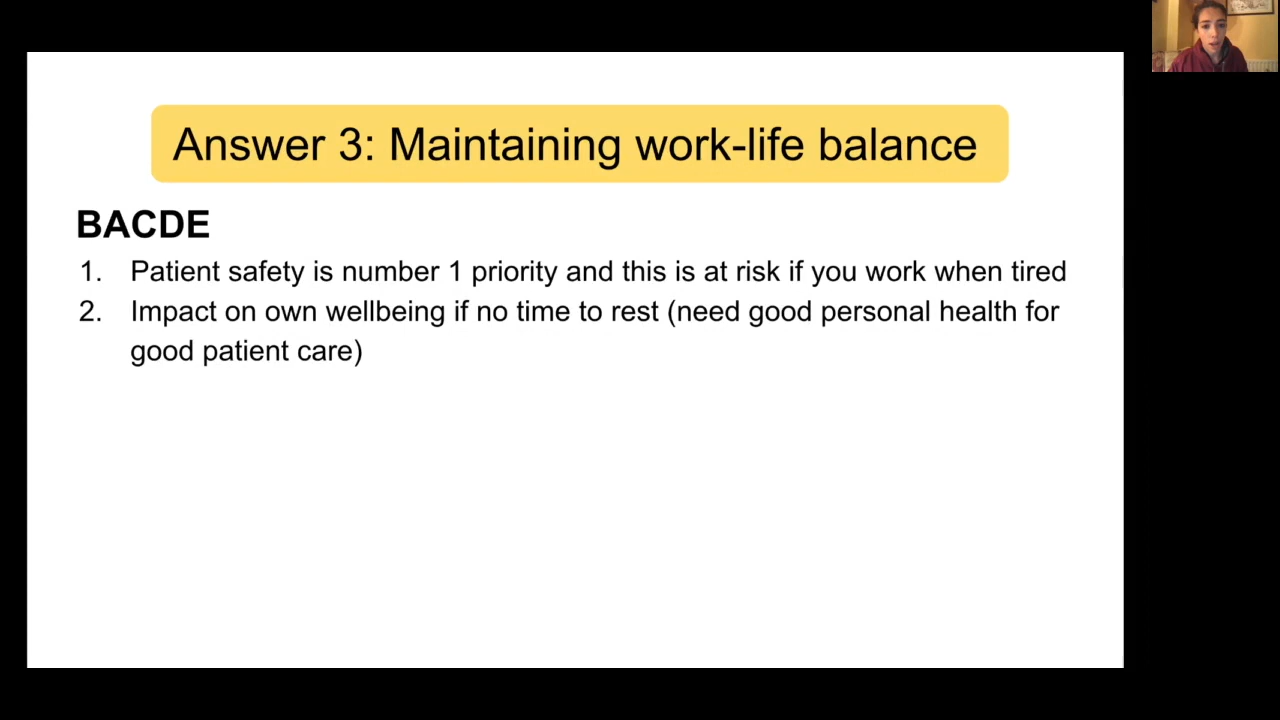 Answer 3: Maintaining work-life balance
BACDE
1. Patient safety is number 1 priority and this is at risk if you work when tired
2. Impact on own wellbeing if no time to rest (need good personal health for
good patient care)